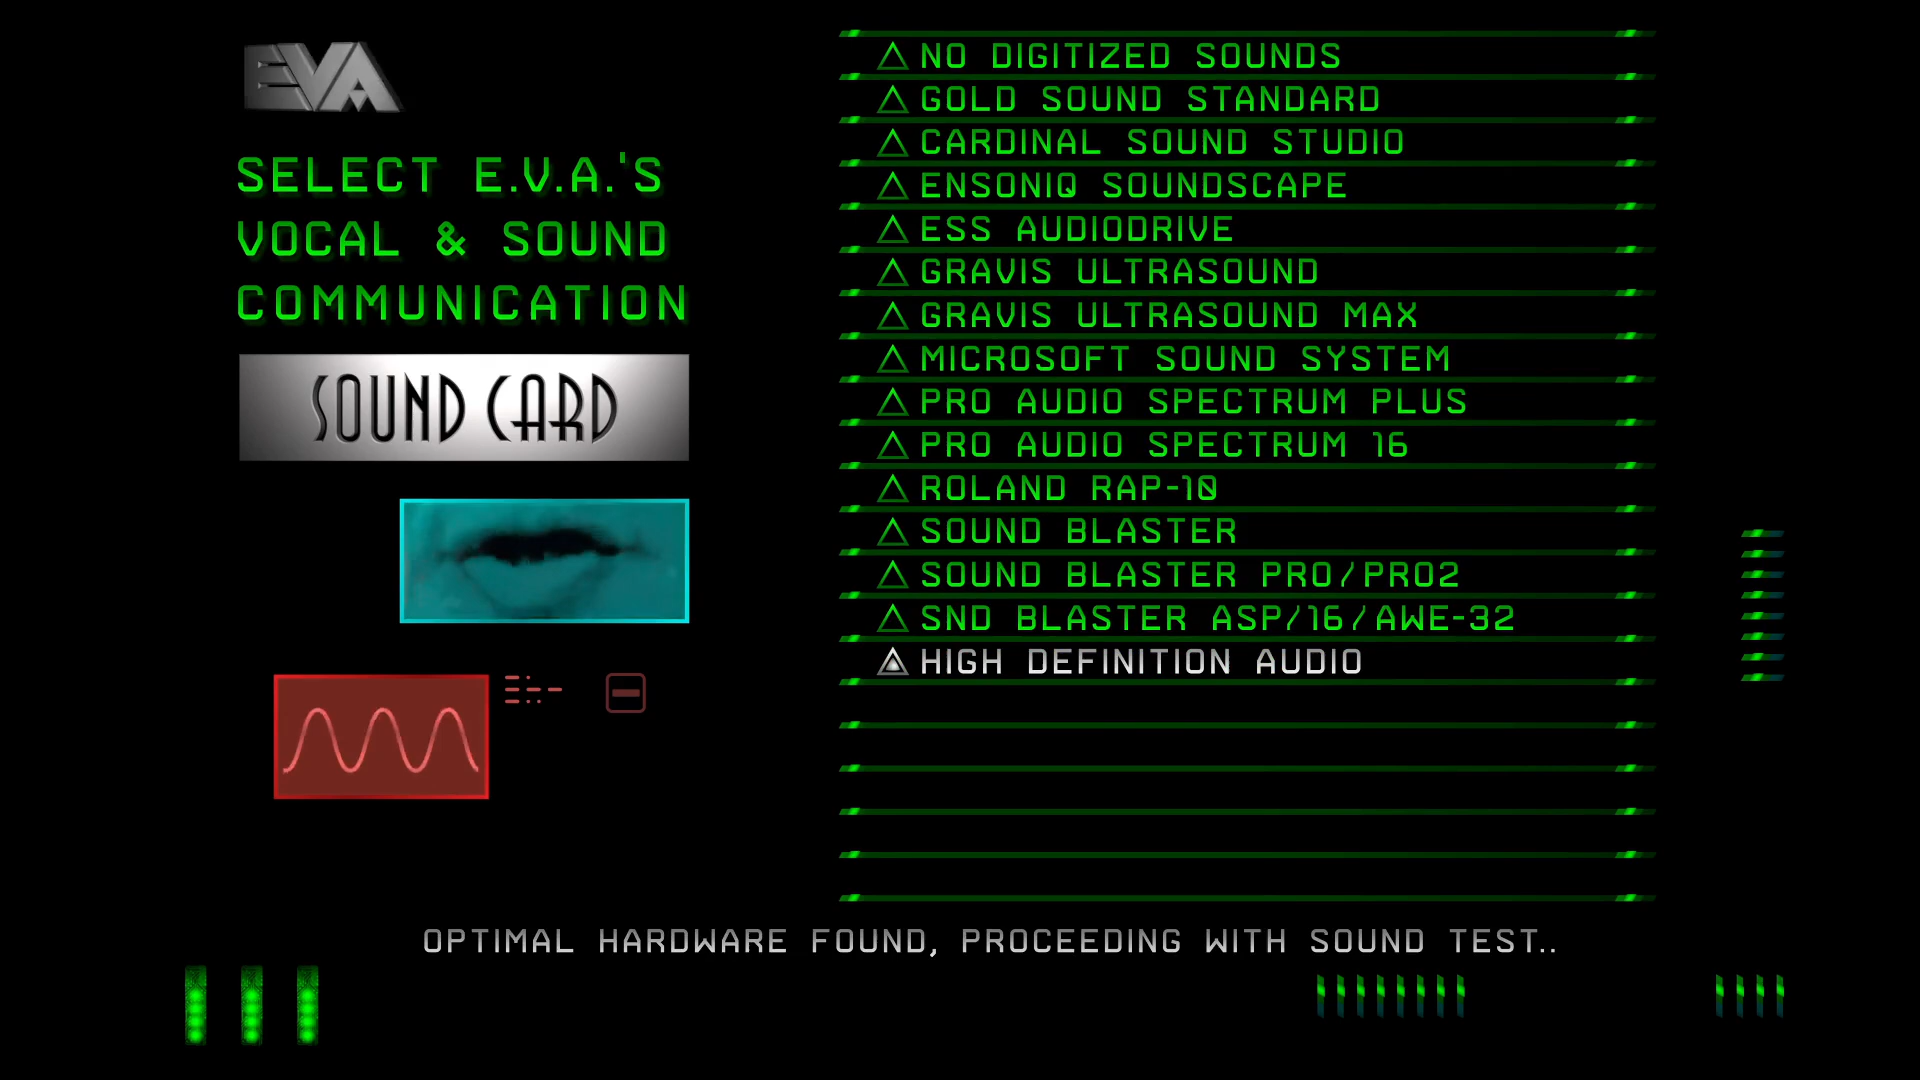 EVA
SELECT E.V.A.'S
VOCAL & SOUND
COMMUNICATION
SOUND CARD
NO DIGITIZED SOUNDS
GOLD SOUND STANDARD
CARDINAL SOUND STUDIO
ENSONIQ SOUNDSCAPE
ESS AUDIODRIVE
GRAVIS ULTRASOUND
GRAVIS ULTRASOUND MAX
MICROSOFT SOUND SYSTEM
PRO AUDIO SPECTRUM PLUS
PRO AUDIO SPECTRUM 16
ROLAND RAP-10
SOUND BLASTER
SOUND BLASTER PRO/PRO2
SND BLASTER ASP/16/AWE-32
HIGH DEFINITION AUDIO
OPTIMAL HARDWARE FOUND, PROCEEDING WITH SOUND TEST..